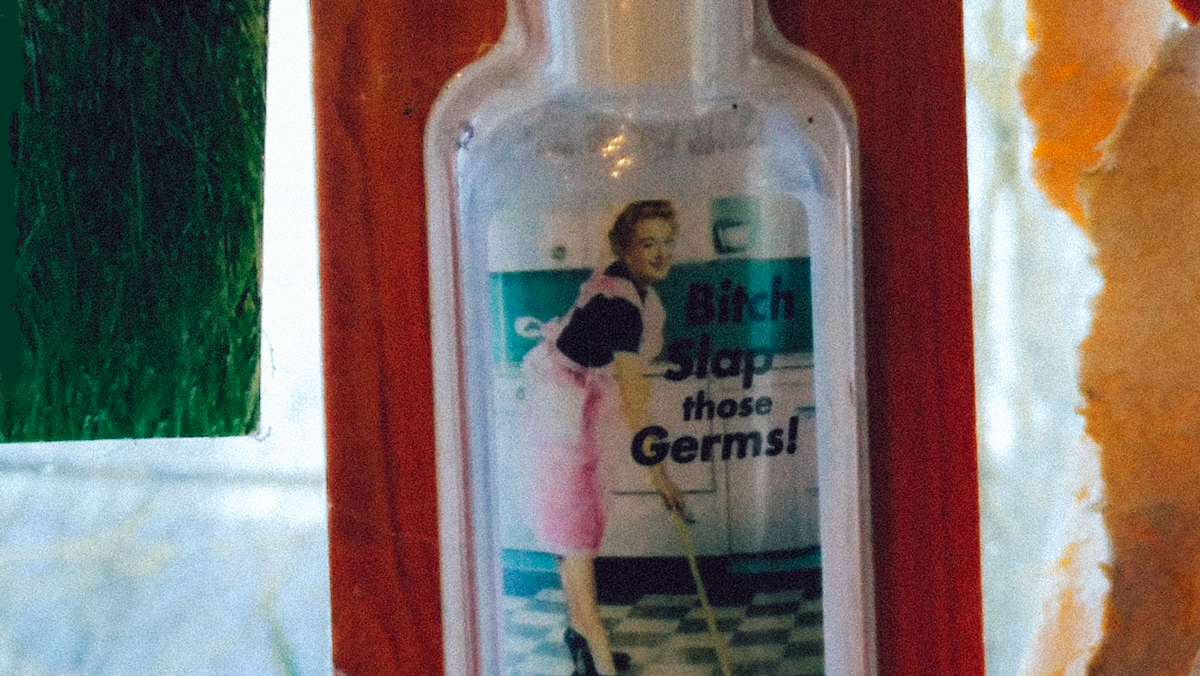 Bitch
Slap
those
Germs!